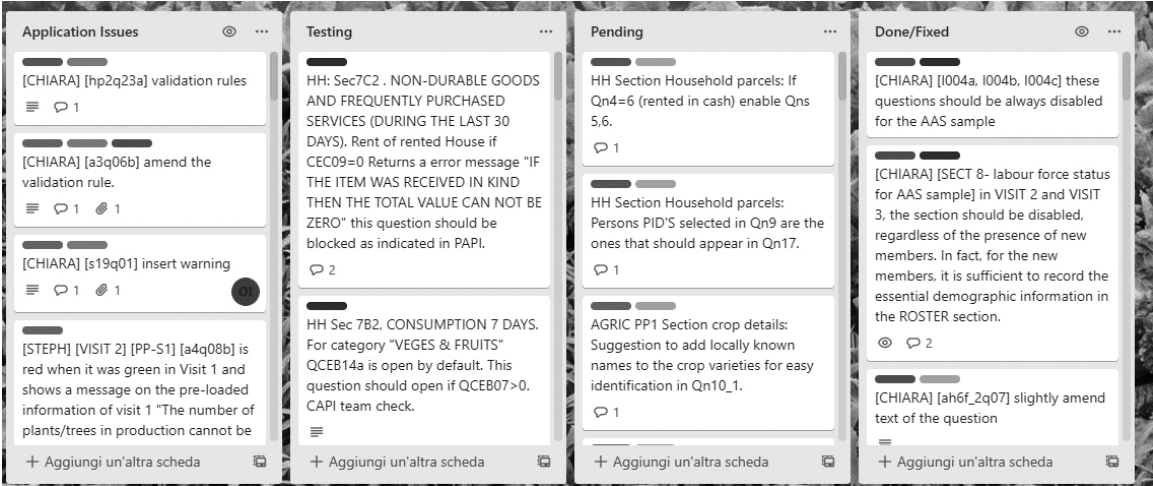 Application Issues
[CHIARA] [hp2q23a] validation rules
1
[CHIARA] [a3q06b] amend the
validation rule.
1 1
[CHIARA] [s19q01] insert warning
1 1
OI
[STEPH] [VISIT 2] [PP-S1] [a4q08b] is
red when it was green in Visit 1 and
shows a message on the pre-loaded
information of visit 1 "The number of
plants/trees in production cannot be
+ Aggiungi un'altra scheda
Testing
HH: Sec7C2 . NON-DURABLE GOODS
AND FREQUENTLY PURCHASED
SERVICES (DURING THE LAST 30
DAYS). Rent of rented House if
CEC09=0 Returns a error message "IF
THE ITEM WAS RECEIVED IN KIND
THEN THE TOTAL VALUE CAN NOT BE
ZERO" this question should be
blocked as indicated in PAPI.
2
HH Sec 7B2, CONSUMPTION 7 DAYS.
For category "VEGES & FRUITS"
QCEB14a is open by default. This
question should open if QCEB07>0.
CAPI team check.
+ Aggiungi un'altra scheda
Pending
HH Section Household parcels: If
Qn4=6 (rented in cash) enable Qns
5,6.
1
HH Section Household parcels:
Persons PID'S selected in Qn9 are the
ones that should appear in Qn17.
1
AGRIC PP1 Section crop details:
Suggestion to add locally known
names to the crop varieties for easy
identification in Qn10_1.
1
+ Aggiungi un'altra scheda
Done/Fixed
[CHIARA] [I004a, I004b, I004c] these
questions should be always disabled
for the AAS sample
[CHIARA] [SECT 8- labour force status
for AAS sample] in VISIT 2 and VISIT
3, the section should be disabled,
regardless of the presence of new
members. In fact, for the new
members, it is sufficient to record the
essential demographic information in
the ROSTER section.
2
[CHIARA] [ah6f_2q07] slightly amend
text of the question
+ Aggiungi un'altra scheda